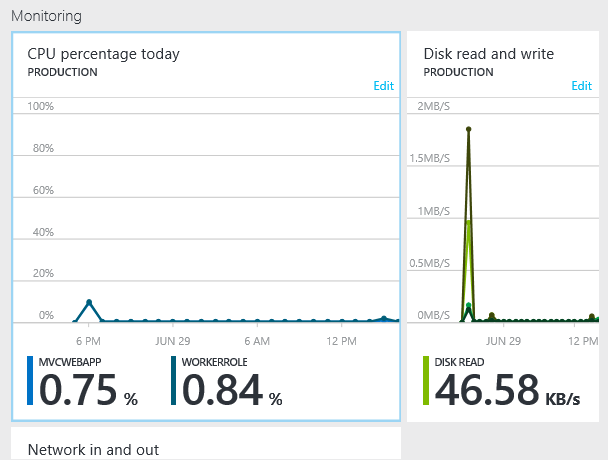 Monitoring
CPU percentage today
PRODUCTION
Edit
100%
80%
60%
40%
20%
0%
6 PM JUN 29 6 AM 12 PM
MVCWEBAPP
0.75 %
WORKERROLE
0.84 %
Disk read and write
PRODUCTION
Edit
2MB/S
1.5MB/S
1MB/S
0.5MB/S
0MB/S
JUN 29 12 PM
DISK READ
46.58 KB/s
Network in and out